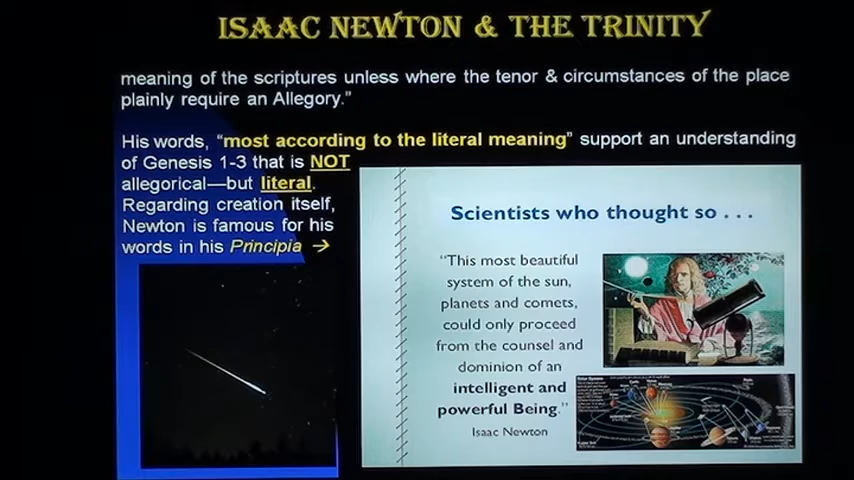 ISAAC NEWTON & THE TRINITY
meaning of the scriptures unless where the tenor & circumstances of the place
plainly require an Allegory.”
His words, “most according to the literal meaning” support an understanding
of Genesis 1-3 that is NOT
allegorical—but literal.
Regarding creation itself,
Newton is famous for his
words in his Principia →
Scientists who thought so . . .
“This most beautiful
system of the sun,
planets and comets,
could only proceed
from the counsel and
dominion of an
intelligent and
powerful Being.”
Isaac Newton